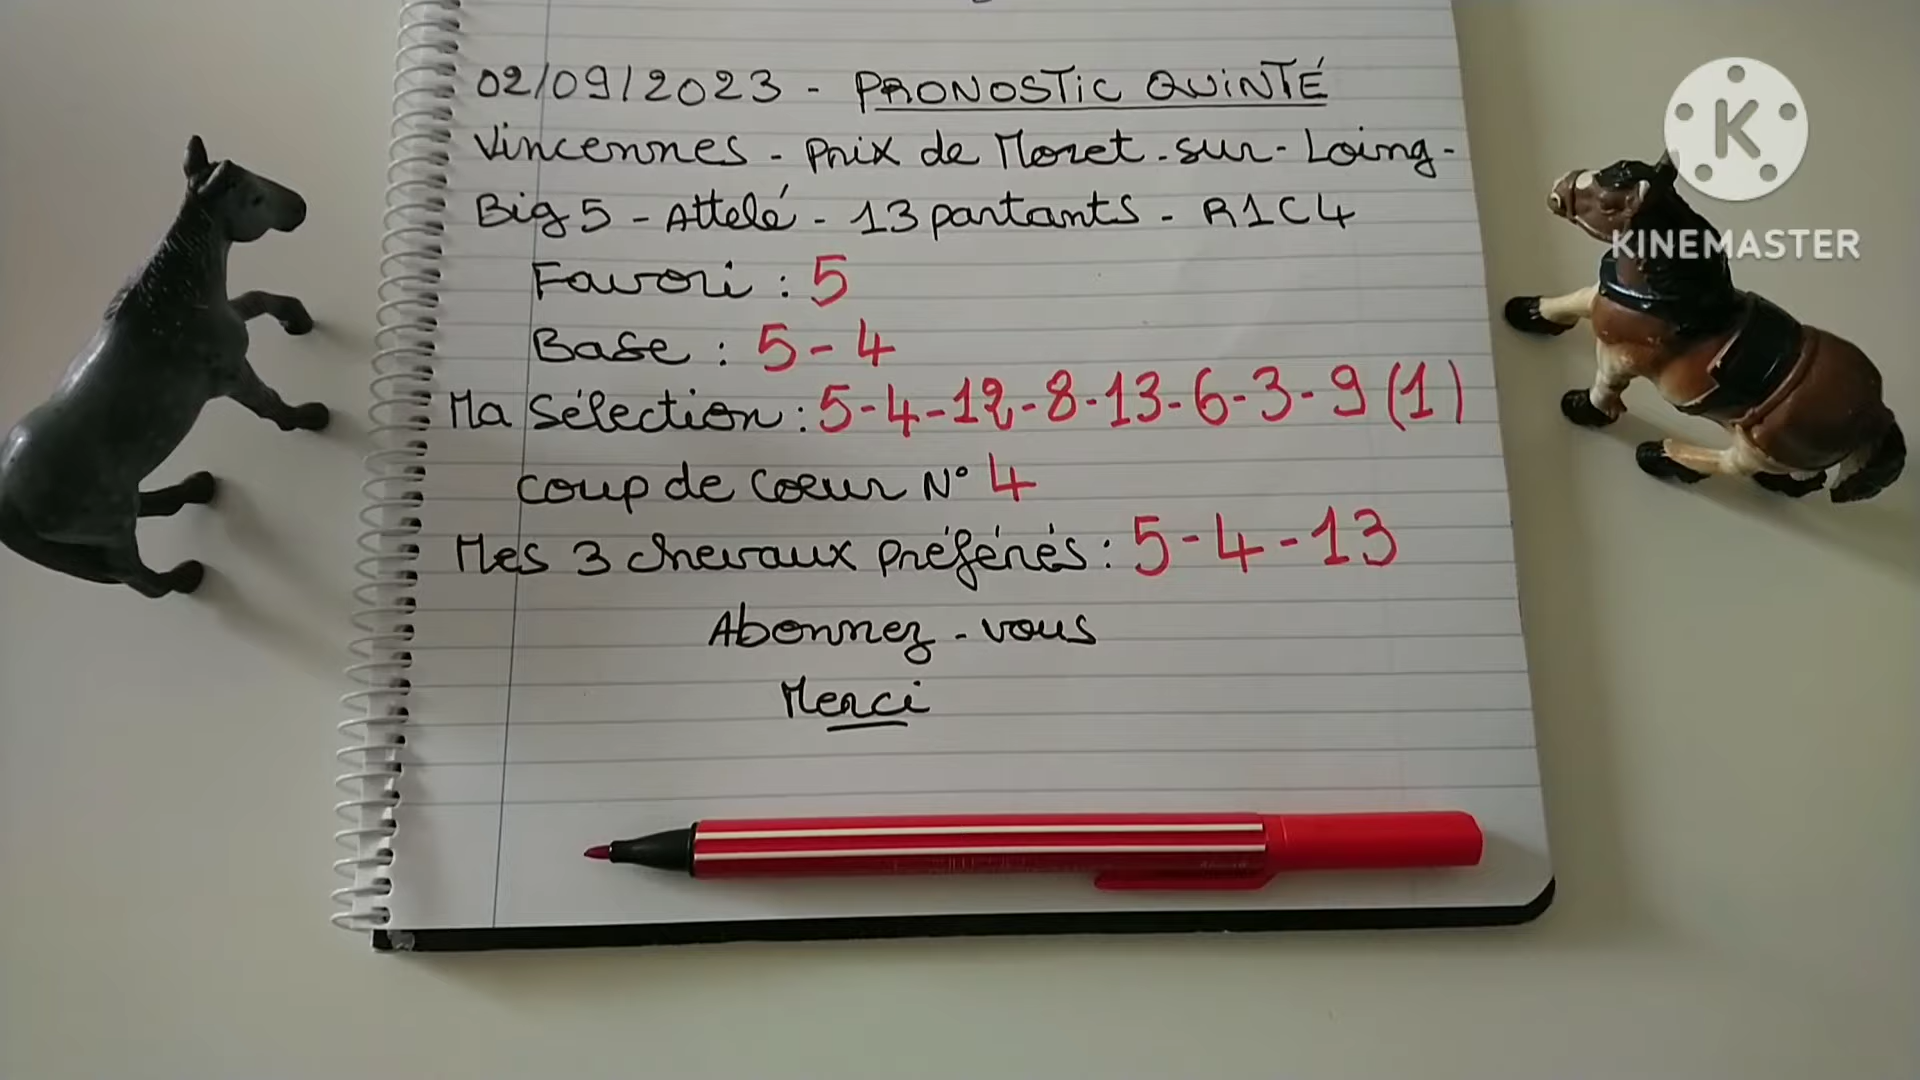 02/09/2023 - PRONOSTIC QUINTÉ
Vincennes - Prix de Moret-sur-Loing -
Big 5 - Attelé - 13 partants - R1C4
Favori : 5
Base : 5 - 4
Ma Sélection : 5 - 4 - 12 - 8 - 13 - 6 - 3 - 9 (1)
coup de coeur N° 4
Mes 3 chevaux préférés : 5 - 4 - 13
Abonnez-vous
Merci
K
KINEMASTER